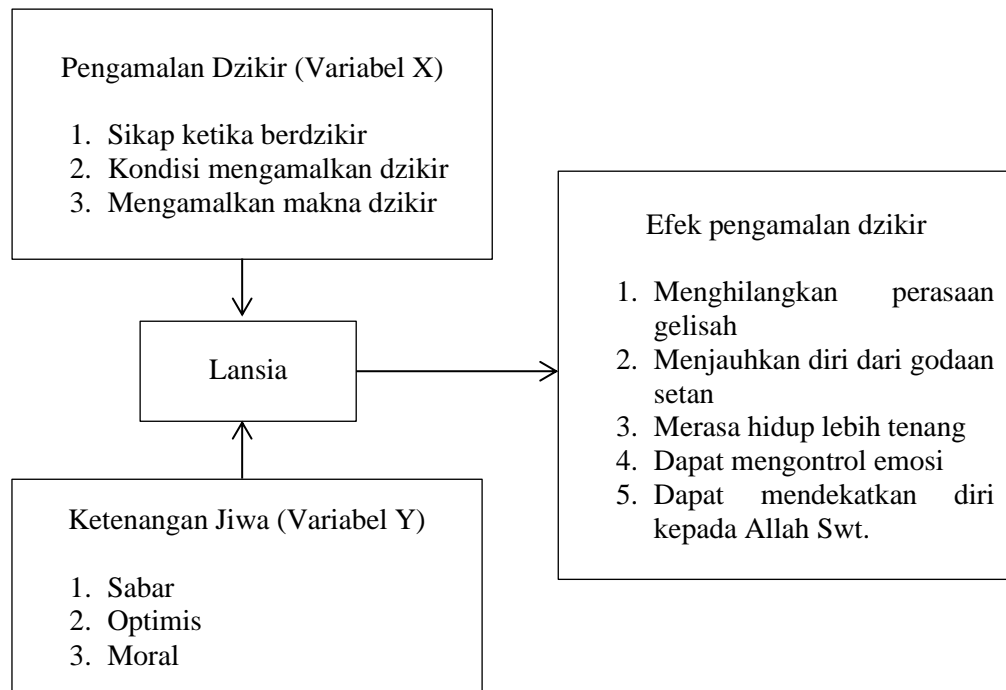 Pengamalan Dzikir (Variabel X)
1. Sikap ketika berdzikir
2. Kondisi mengamalkan dzikir
3. Mengamalkan makna dzikir
Lansia
Ketenangan Jiwa (Variabel Y)
1. Sabar
2. Optimis
3. Moral
Efek pengamalan dzikir
1. Menghilangkan perasaan
gelisah
2. Menjauhkan diri dari godaan
setan
3. Merasa hidup lebih tenang
4. Dapat mengontrol emosi
5. Dapat mendekatkan diri
kepada Allah Swt.